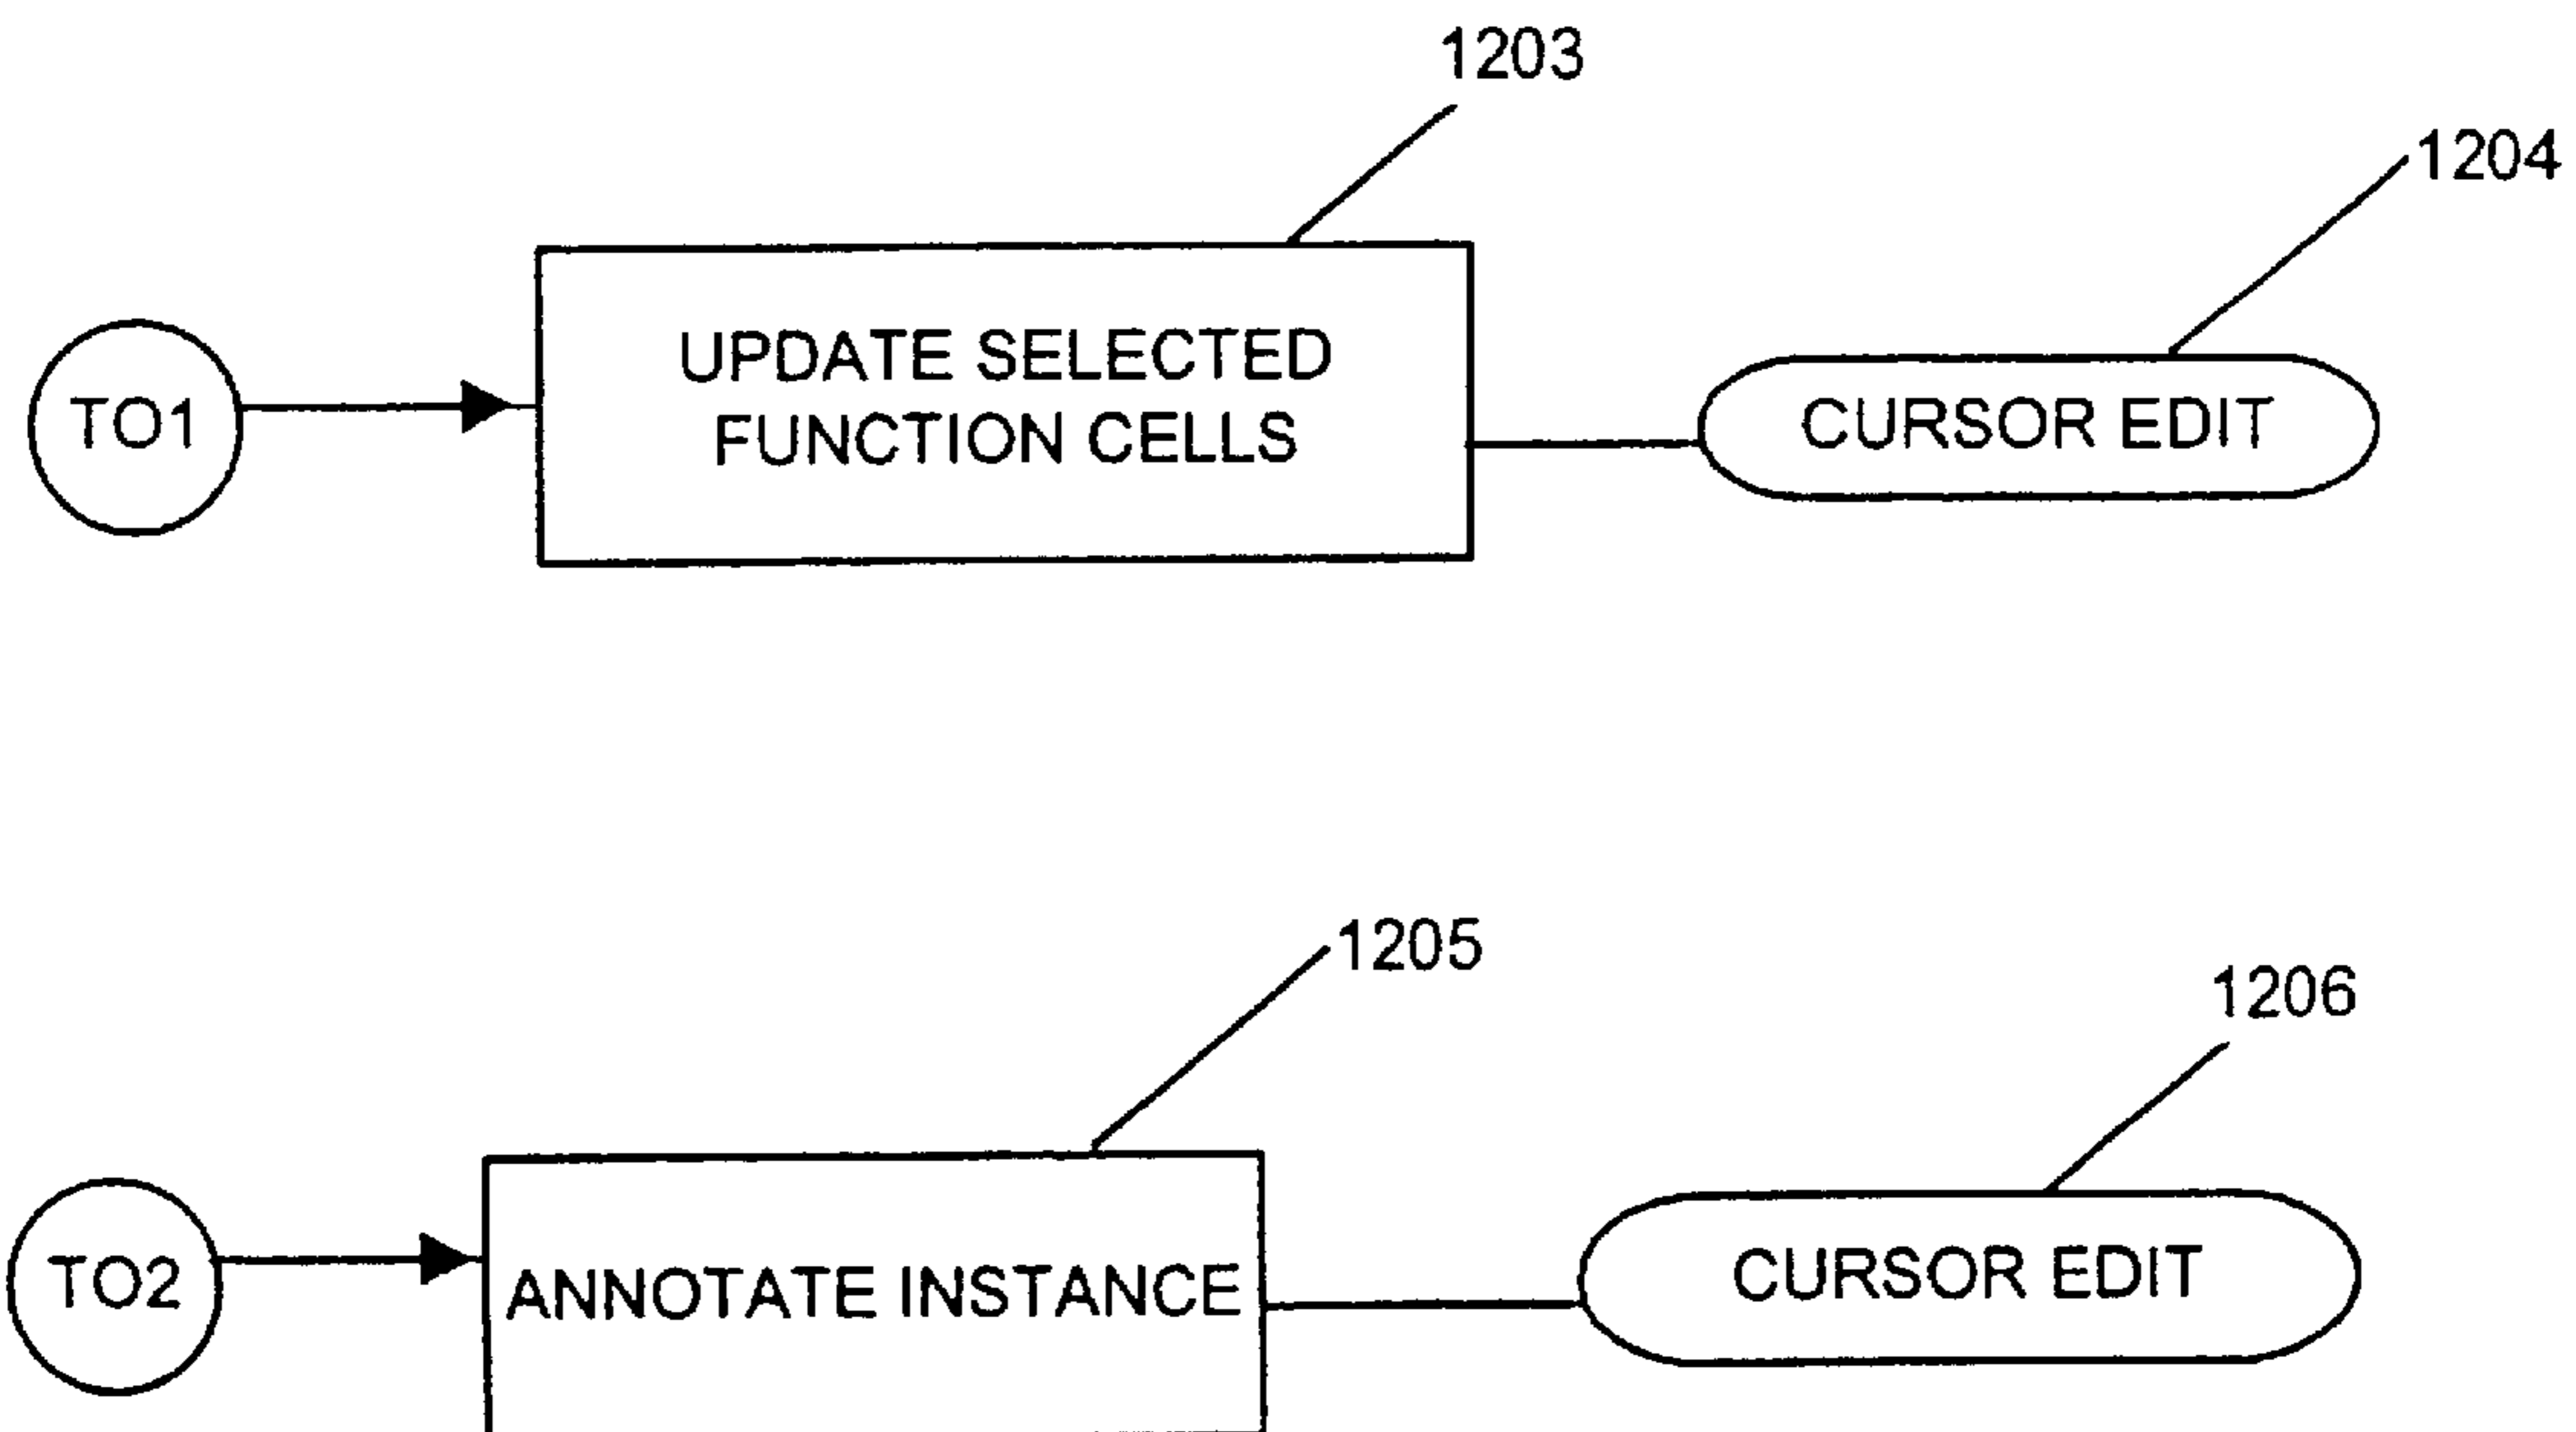 1203
1204
TO1
UPDATE SELECTED
FUNCTION CELLS
CURSOR EDIT
1205
1206
TO2
ANNOTATE INSTANCE
CURSOR EDIT